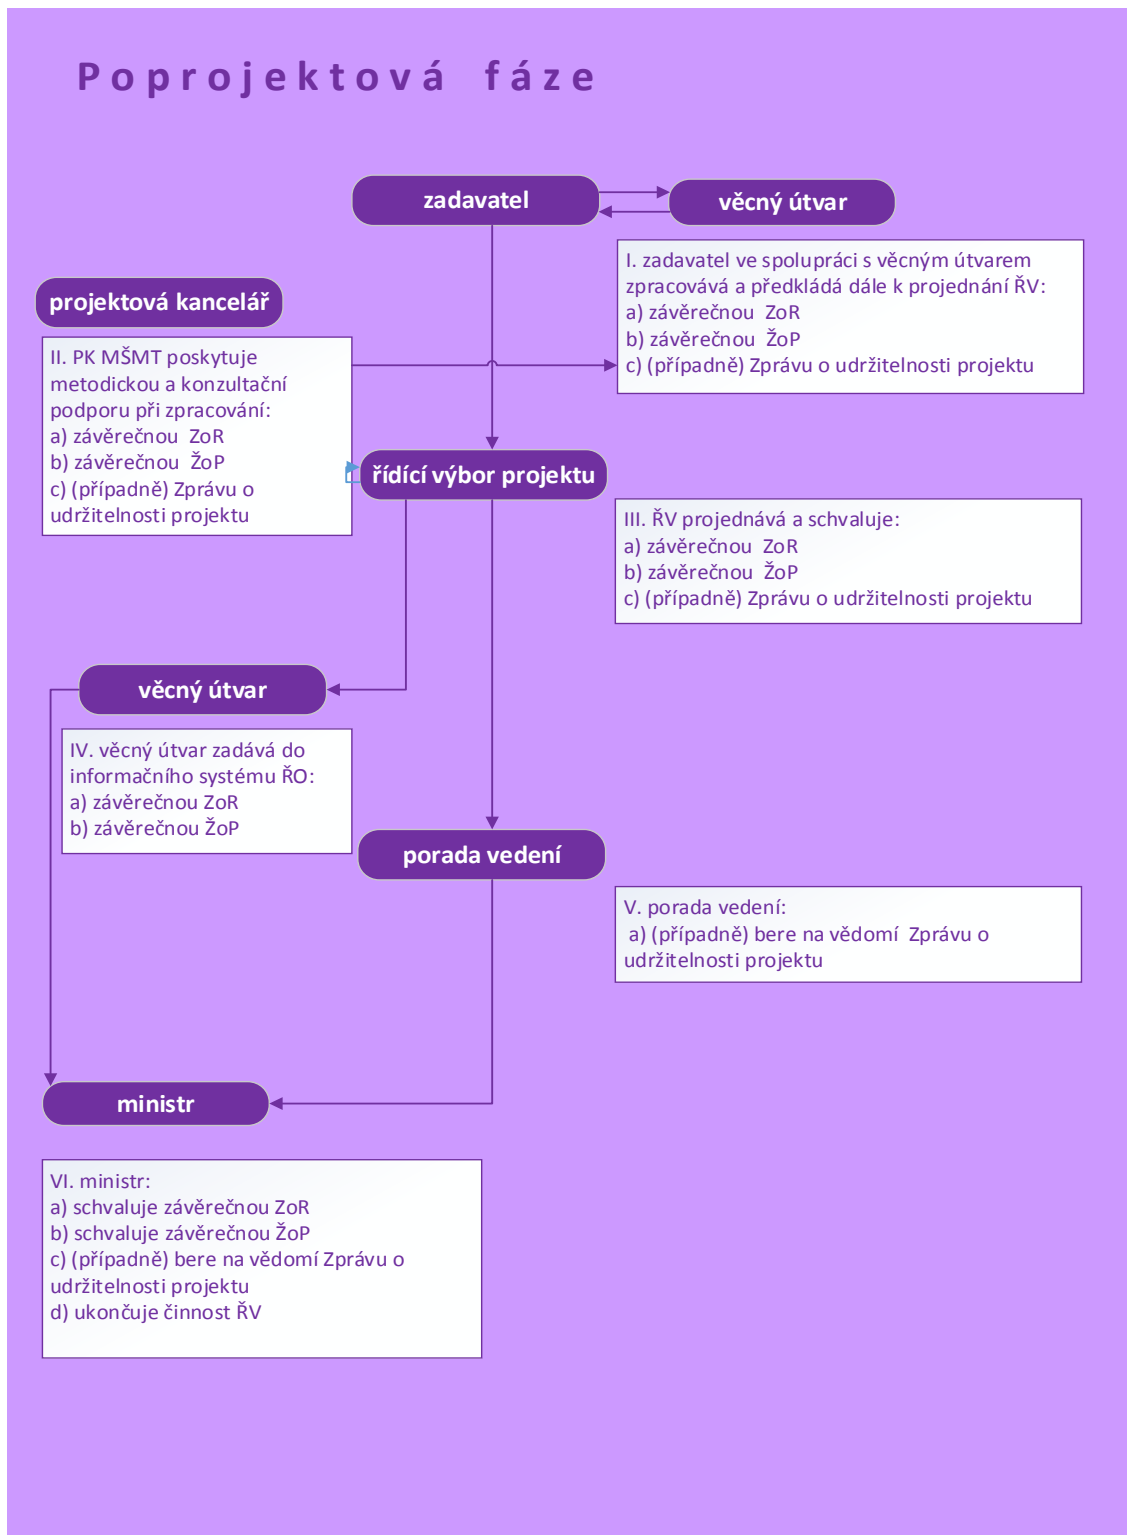 Poprojektová fáze
zadavatel
věcný útvar
I. zadavatel ve spolupráci s věcným útvarem
zpracovává a předkládá dále k projednání ŘV:
a) závěrečnou ZoR
b) závěrečnou ŽoP
c) (případně) Zprávu o udržitelnosti projektu
projektová kancelář
II. PK MŠMT poskytuje
metodickou a konzultační
podporu při zpracování:
a) závěrečnou ZoR
b) závěrečnou ŽoP
c) (případně) Zprávu o
udržitelnosti projektu
řídící výbor projektu
III. ŘV projednává a schvaluje:
a) závěrečnou ZoR
b) závěrečnou ŽoP
c) (případně) Zprávu o udržitelnosti projektu
věcný útvar
IV. věcný útvar zadává do
informačního systému ŘO:
a) závěrečnou ZoR
b) závěrečnou ŽoP
porada vedení
V. porada vedení:
a) (případně) bere na vědomí Zprávu o
udržitelnosti projektu
ministr
VI. ministr:
a) schvaluje závěrečnou ZoR
b) schvaluje závěrečnou ŽoP
c) (případně) bere na vědomí Zprávu o
udržitelnosti projektu
d) ukončuje činnost ŘV